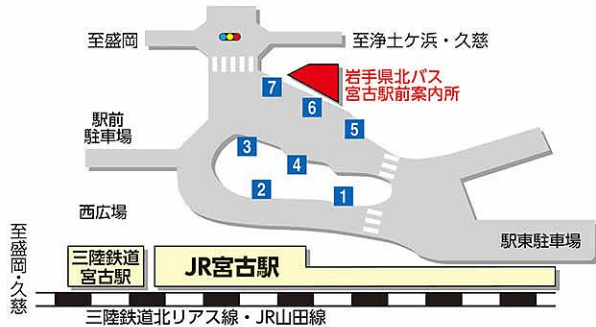 至盛岡
至浄土ケ浜・久慈
岩手県北バス
宮古駅前案内所
7
6
5
駅前
駐車場
3
4
2
1
西広場
駅東駐車場
至盛岡・久慈
三陸鉄道
宮古駅
JR宮古駅
三陸鉄道北リアス線・JR山田線